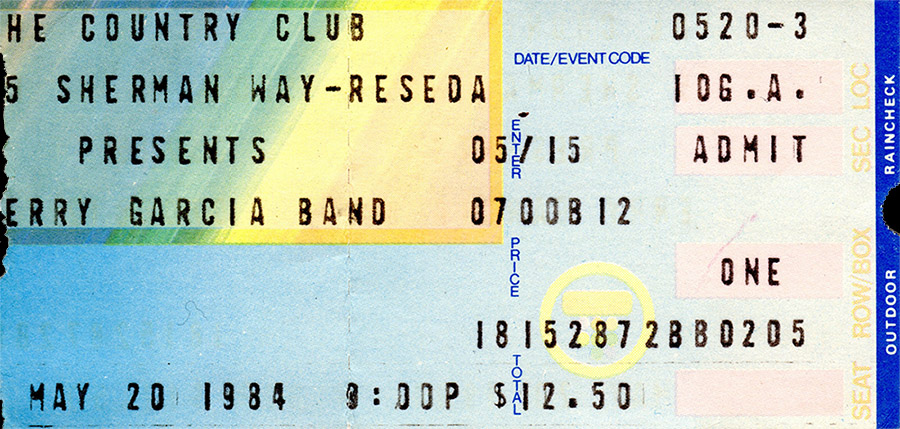 HE COUNTRY CLUB 0520-3
DATE/EVENT CODE
5 SHERMAN WAY-RESEDA 10G.A.
ENTER
PRESENTS 05/15 ADMIT
ERRY GARCIA BAND 0700B12
PRICE
ONE
18152872BB0205
TOTAL
MAY 20 1984 :00P $12.50
SEAT ROW/BOX SEC LOC
OUTDOOR RAINCHECK